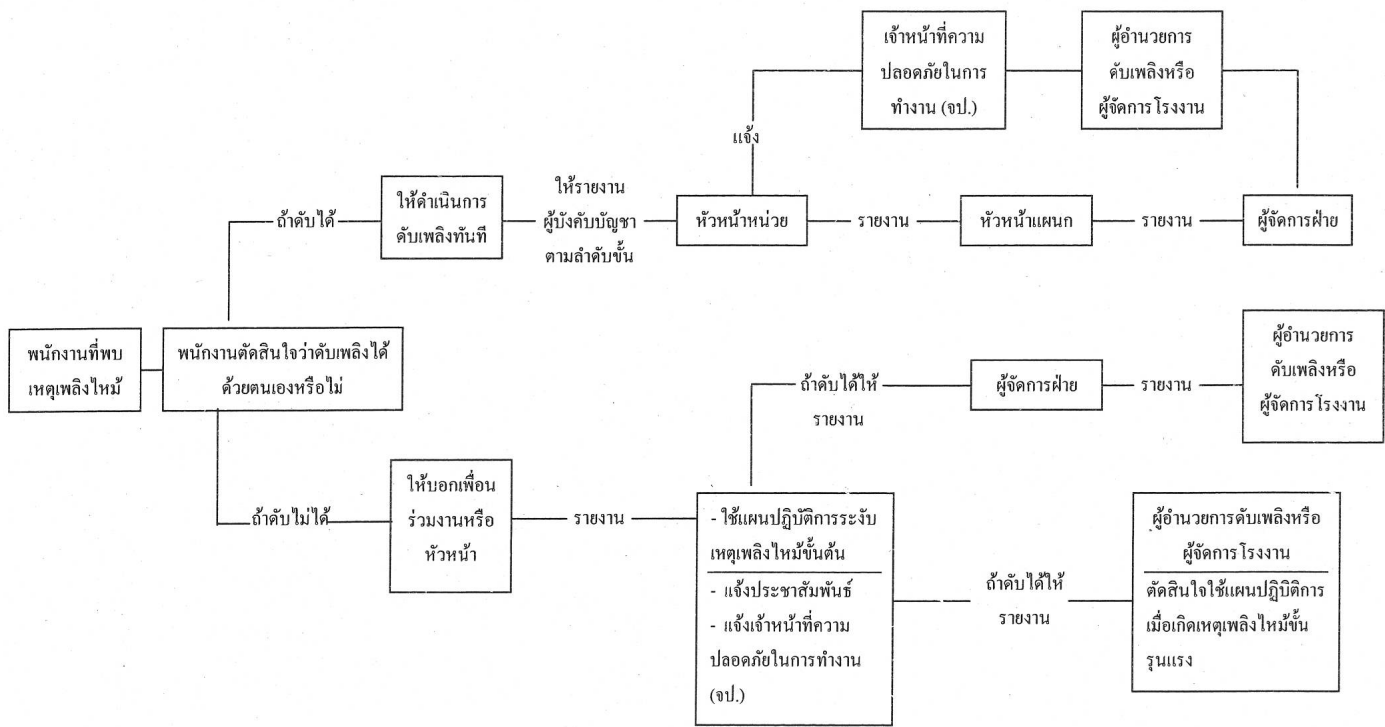 เจ้าหน้าที่ความ
ปลอดภัยในการ
ทำงาน (จป.)
ผู้อำนวยการ
ดับเพลิงหรือ
ผู้จัดการโรงงาน
แจ้ง
ถ้าดับได้
ให้ดำเนินการ
ดับเพลิงทันที
ให้รายงาน
ผู้บังคับบัญชา
ตามลำดับขั้น
หัวหน้าหน่วย
รายงาน
หัวหน้าแผนก
รายงาน
ผู้จัดการฝ่าย
พนักงานที่พบ
เหตุเพลิงไหม้
พนักงานตัดสินใจว่าดับเพลิงได้
ด้วยตนเองหรือไม่
ถ้าดับได้ให้
รายงาน
ผู้จัดการฝ่าย
รายงาน
ผู้อำนวยการ
ดับเพลิงหรือ
ผู้จัดการโรงงาน
ถ้าดับไม่ได้
ให้บอกเพื่อน
ร่วมงานหรือ
หัวหน้า
รายงาน
- ใช้แผนปฏิบัติการระงับ
เหตุเพลิงไหม้ขั้นต้น
- แจ้งประชาสัมพันธ์
- แจ้งเจ้าหน้าที่ความ
ปลอดภัยในการทำงาน
(จป.)
ถ้าดับได้ให้
รายงาน
ผู้อำนวยการดับเพลิงหรือ
ผู้จัดการโรงงาน
ตัดสินใจใช้แผนปฏิบิติการ
เมื่อเกิดเหตุเพลิงไหม้ขั้น
รุนแรง